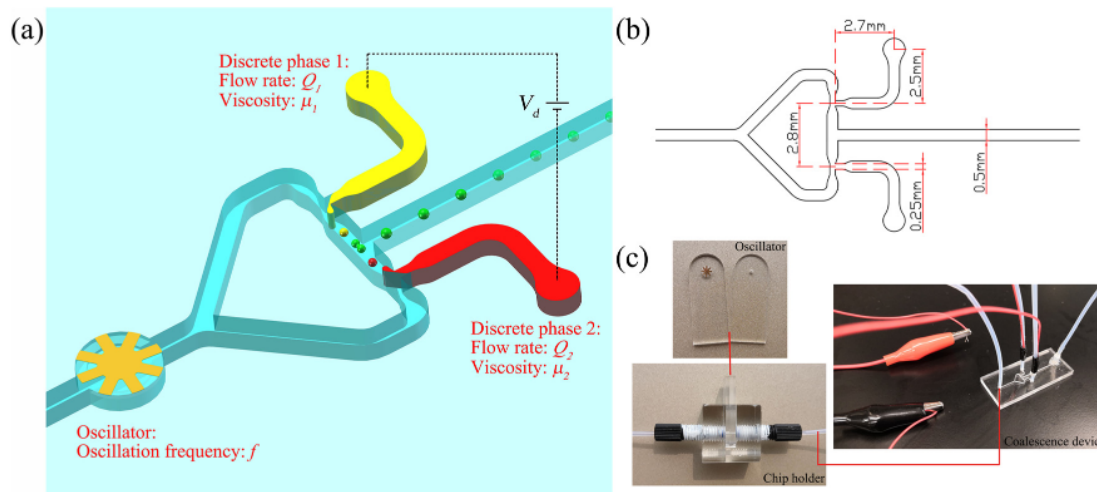 (a)
Discrete phase 1:
Flow rate: Q1
Viscosity: μ1
Vd
Discrete phase 2:
Flow rate: Q2
Viscosity: μ2
Oscillator:
Oscillation frequency: f
(b)
2.7mm
2.5mm
2.8mm
0.25mm
0.5mm
(c)
Oscillator
Chip holder
Coalescence device